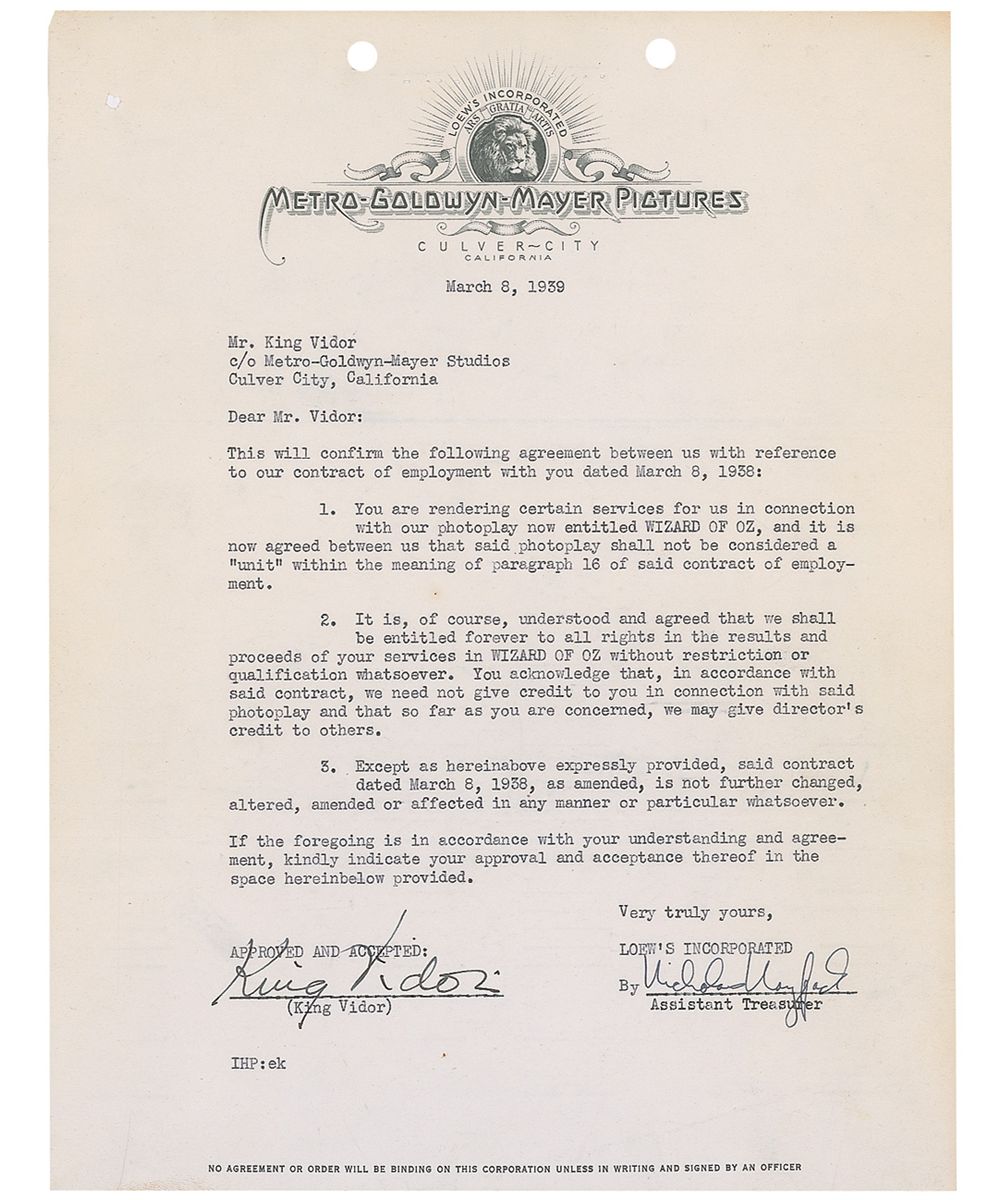 LOEW'S INCORPORATED
ARS GRATIA ARTIS
METRO-GOLDWYN-MAYER PICTURES
CULVER~CITY
CALIFORNIA
March 8, 1939
Mr. King Vidor
c/o Metro-Goldwyn-Mayer Studios
Culver City, California
Dear Mr. Vidor:
This will confirm the following agreement between us with reference
to our contract of employment with you dated March 8, 1938:
1. You are rendering certain services for us in connection
with our photoplay now entitled WIZARD OF OZ, and it is
now agreed between us that said photoplay shall not be considered a
"unit" within the meaning of paragraph 16 of said contract of employ-
ment.
2. It is, of course, understood and agreed that we shall
be entitled forever to all rights in the results and
proceeds of your services in WIZARD OF OZ without restriction or
qualification whatsoever. You acknowledge that, in accordance with
said contract, we need not give credit to you in connection with said
photoplay and that so far as you are concerned, we may give director's
credit to others.
3. Except as hereinabove expressly provided, said contract
dated March 8, 1938, as amended, is not further changed,
altered, amended or affected in any manner or particular whatsoever.
If the foregoing is in accordance with your understanding and agree-
ment, kindly indicate your approval and acceptance thereof in the
space hereinbelow provided.
Very truly yours,
APPROVED AND ACCEPTED:
LOEW'S INCORPORATED
King Vidor
By
(King Vidor)
Assistant Treasurer
IHP:ek
NO AGREEMENT OR ORDER WILL BE BINDING ON THIS CORPORATION UNLESS IN WRITING AND SIGNED BY AN OFFICER